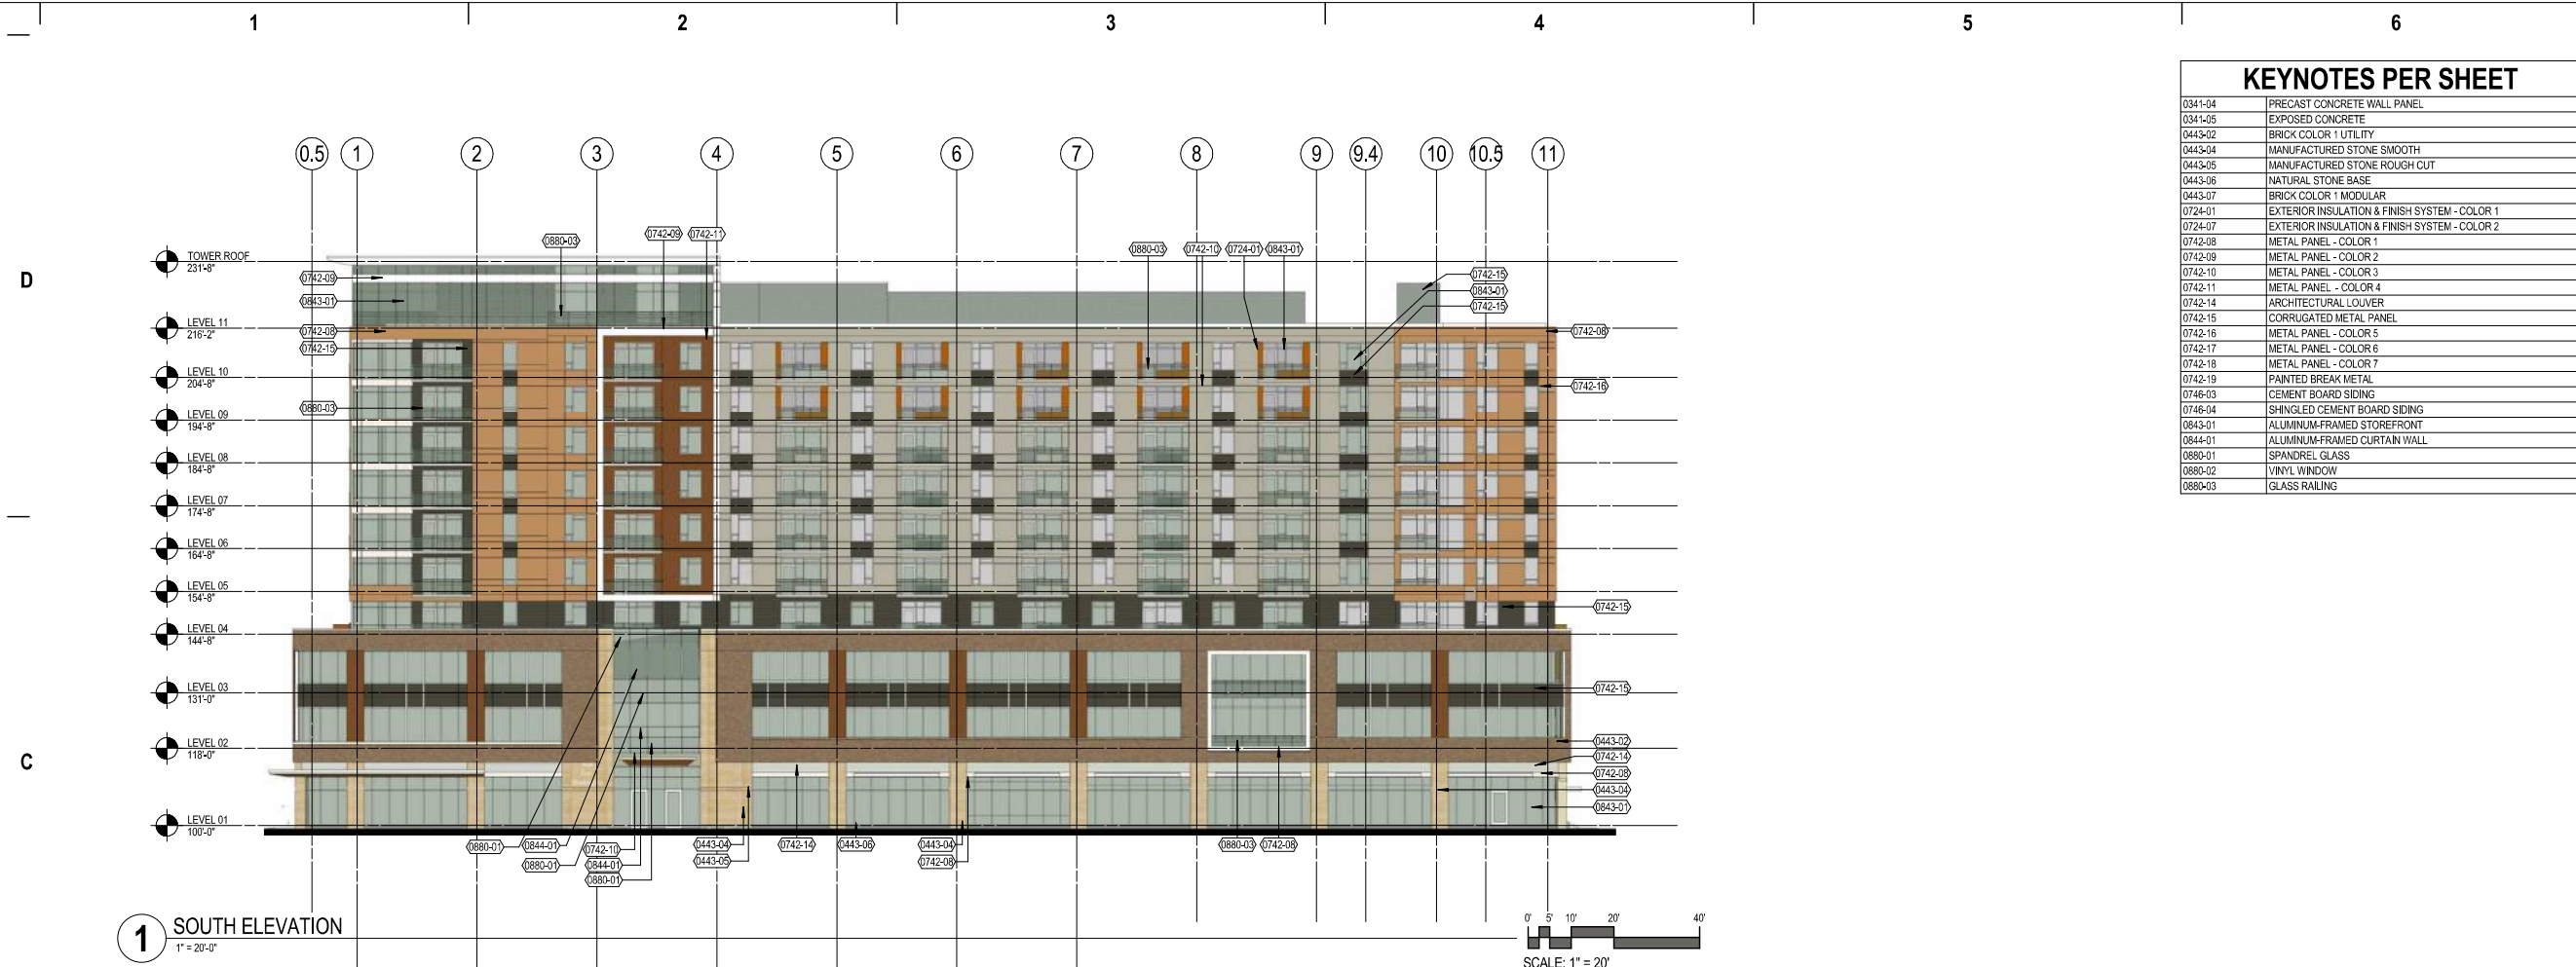 1 2 3 4 5 6
KEYNOTES PER SHEET
0341-04 PRECAST CONCRETE WALL PANEL
0341-05 EXPOSED CONCRETE
0443-02 BRICK COLOR 1 UTILITY
0443-04 MANUFACTURED STONE SMOOTH
0443-05 MANUFACTURED STONE ROUGH CUT
0443-06 NATURAL STONE BASE
0443-07 BRICK COLOR 1 MODULAR
0724-01 EXTERIOR INSULATION & FINISH SYSTEM - COLOR 1
0724-07 EXTERIOR INSULATION & FINISH SYSTEM - COLOR 2
0742-08 METAL PANEL - COLOR 1
0742-09 METAL PANEL - COLOR 2
0742-10 METAL PANEL - COLOR 3
0742-11 METAL PANEL - COLOR 4
0742-14 ARCHITECTURAL LOUVER
0742-15 CORRUGATED METAL PANEL
0742-16 METAL PANEL - COLOR 5
0742-17 METAL PANEL - COLOR 6
0742-18 METAL PANEL - COLOR 7
0742-19 PAINTED BREAK METAL
0746-03 CEMENT BOARD SIDING
0746-04 SHINGLED CEMENT BOARD SIDING
0843-01 ALUMINUM-FRAMED STOREFRONT
0844-01 ALUMINUM-FRAMED CURTAIN WALL
0880-01 SPANDREL GLASS
0880-02 VINYL WINDOW
0880-03 GLASS RAILING
0.5 1 2 3 4 5 6 7 8 9 9.4 10 10.5 11
0880-03 0742-09 0742-11 0880-03 0742-10 0724-01 0843-01
D
TOWER ROOF
231'-8"
0742-09
0843-01
0742-15
0843-01
0742-15
LEVEL 11
216'-2"
0742-08
0742-08
0742-15
LEVEL 10
204'-8"
0742-16
0880-03
LEVEL 09
194'-8"
LEVEL 08
184'-8"
LEVEL 07
174'-8"
LEVEL 06
164'-8"
LEVEL 05
154'-8"
0742-15
LEVEL 04
144'-8"
LEVEL 03
131'-0"
0742-15
LEVEL 02
118'-0"
0443-02
C
0742-14
0742-08
0443-04
0843-01
LEVEL 01
100'-0"
0880-01 0844-01 0742-10 0443-04 0742-14 0443-06 0443-04 0880-03 0742-08
0880-01 0844-01 0443-05 0742-08
0880-01
1 SOUTH ELEVATION
1" = 20'-0"
0' 5' 10' 20' 40'
SCALE: 1" = 20'